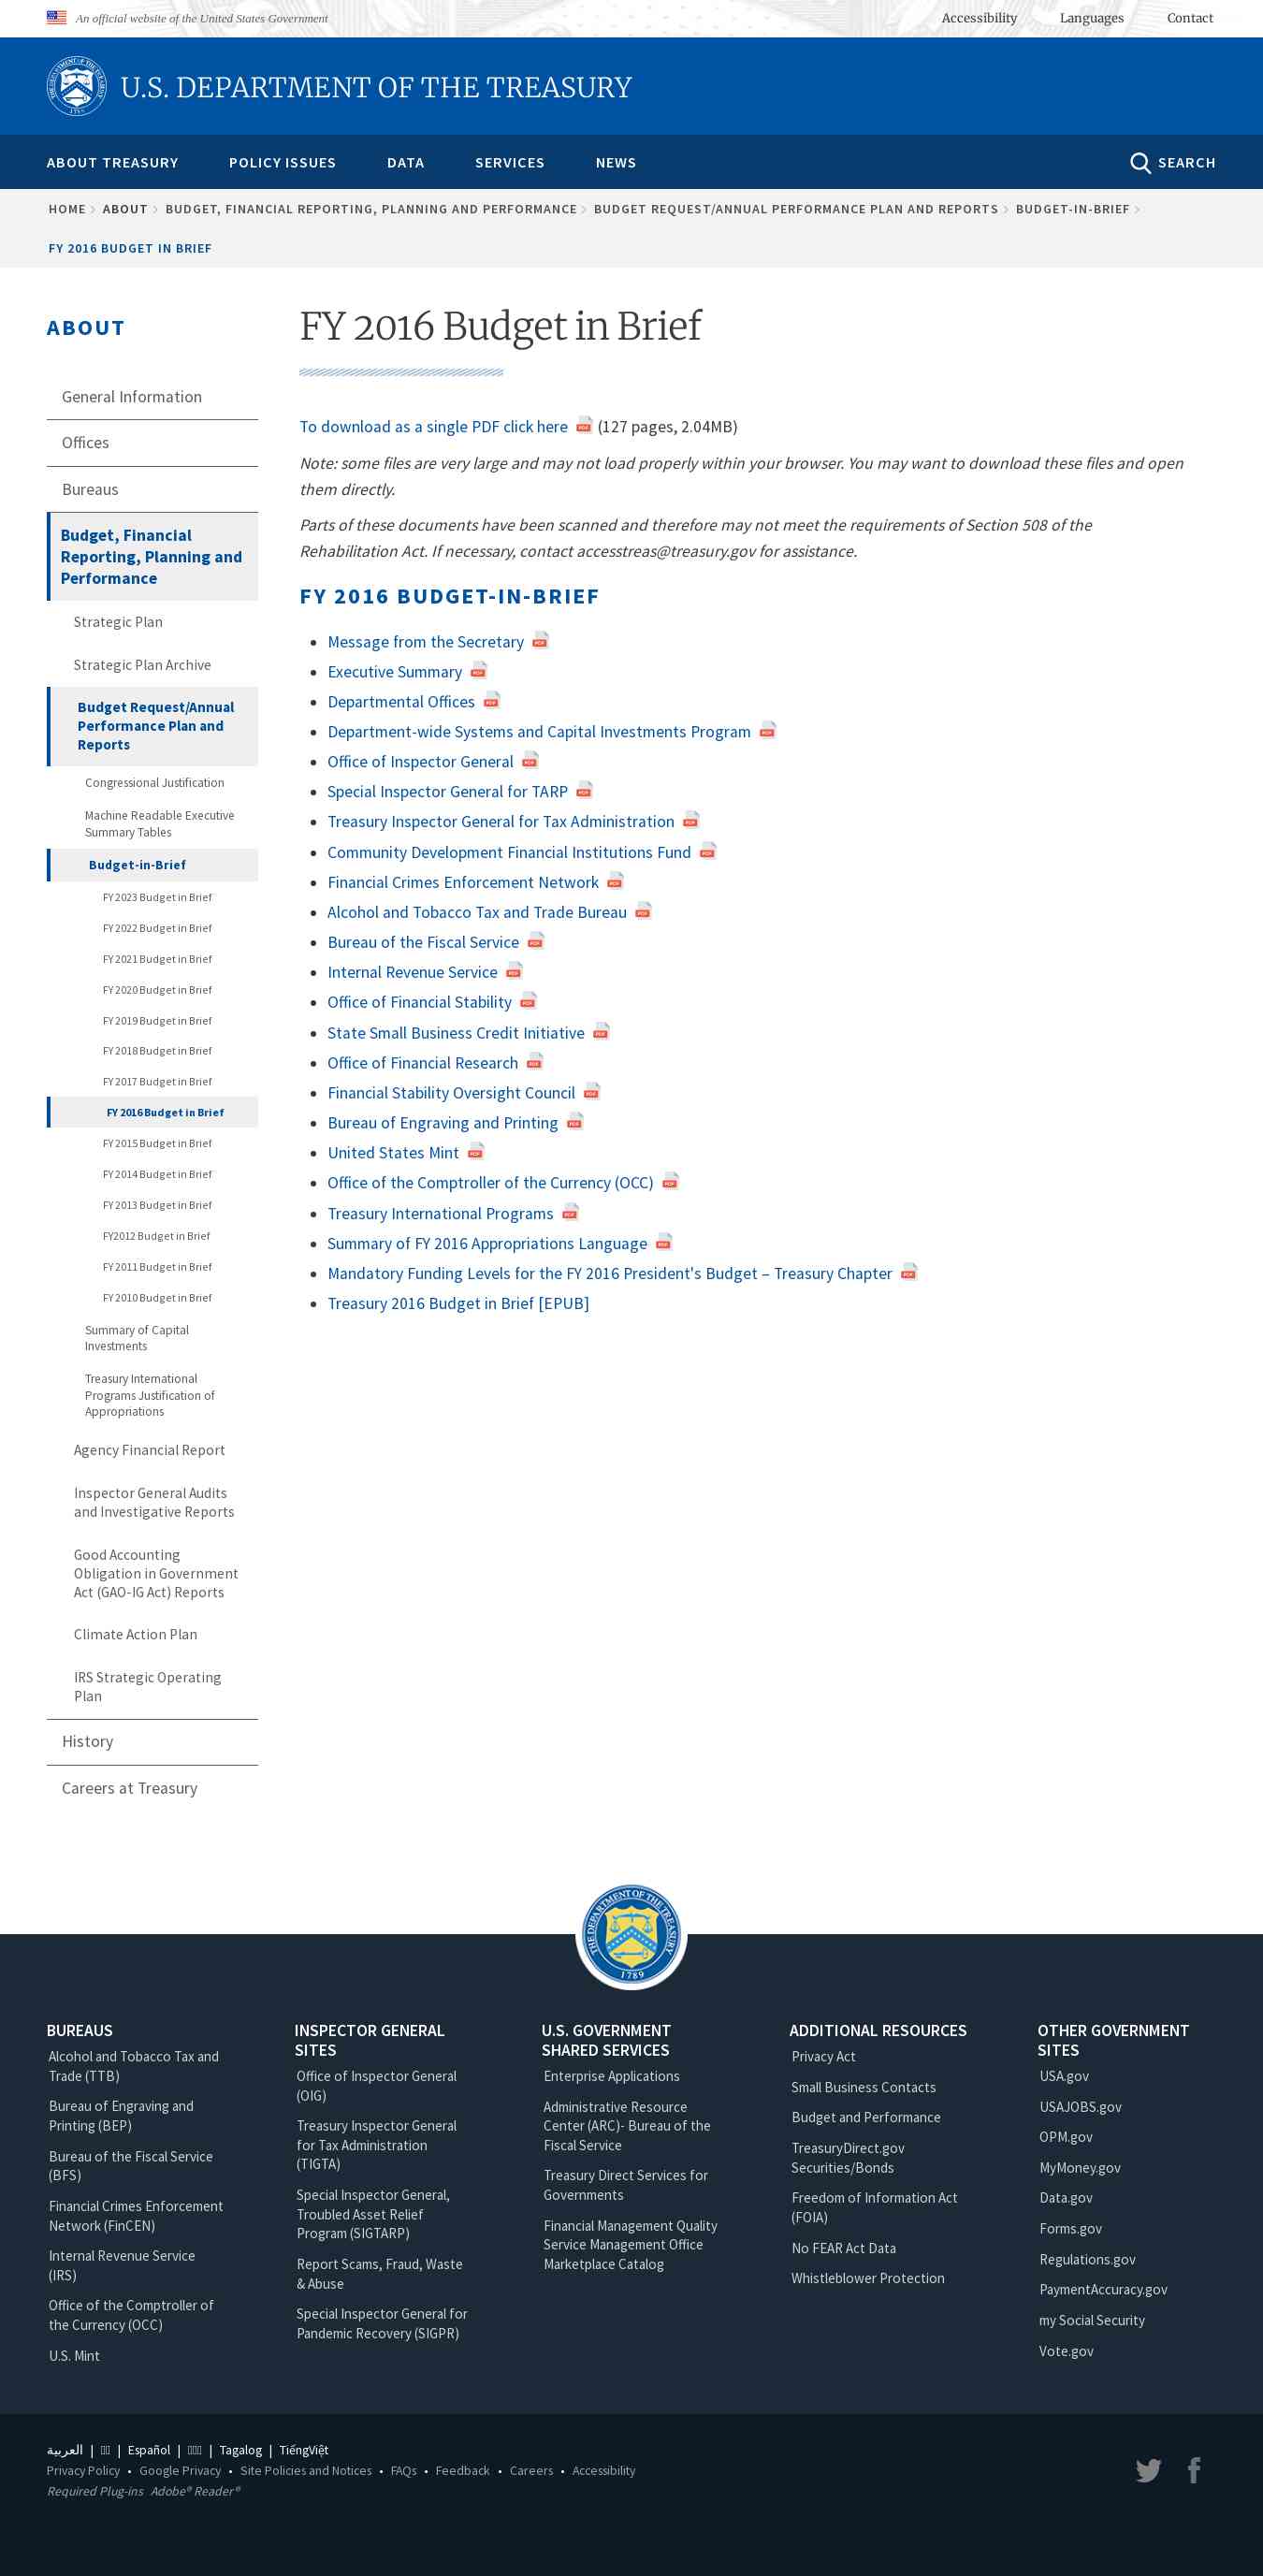 An official website of the United States Government
Accessibility Languages Contact
U.S. DEPARTMENT OF THE TREASURY
ABOUT TREASURY POLICY ISSUES DATA SERVICES NEWS SEARCH
HOME > ABOUT > BUDGET, FINANCIAL REPORTING, PLANNING AND PERFORMANCE > BUDGET REQUEST/ANNUAL PERFORMANCE PLAN AND REPORTS > BUDGET-IN-BRIEF >
FY 2016 BUDGET IN BRIEF
ABOUT
General Information
Offices
Bureaus
Budget, Financial
Reporting, Planning and
Performance
Strategic Plan
Strategic Plan Archive
Budget Request/Annual
Performance Plan and
Reports
Congressional Justification
Machine Readable Executive
Summary Tables
Budget-in-Brief
FY 2023 Budget in Brief
FY 2022 Budget in Brief
FY 2021 Budget in Brief
FY 2020 Budget in Brief
FY 2019 Budget in Brief
FY 2018 Budget in Brief
FY 2017 Budget in Brief
FY 2016 Budget in Brief
FY 2015 Budget in Brief
FY 2014 Budget in Brief
FY 2013 Budget in Brief
FY2012 Budget in Brief
FY 2011 Budget in Brief
FY 2010 Budget in Brief
Summary of Capital
Investments
Treasury International
Programs Justification of
Appropriations
Agency Financial Report
Inspector General Audits
and Investigative Reports
Good Accounting
Obligation in Government
Act (GAO-IG Act) Reports
Climate Action Plan
IRS Strategic Operating
Plan
History
Careers at Treasury
FY 2016 Budget in Brief
To download as a single PDF click here (127 pages, 2.04MB)
Note: some files are very large and may not load properly within your browser. You may want to download these files and open
them directly.
Parts of these documents have been scanned and therefore may not meet the requirements of Section 508 of the
Rehabilitation Act. If necessary, contact accesstreas@treasury.gov for assistance.
FY 2016 BUDGET-IN-BRIEF
• Message from the Secretary
• Executive Summary
• Departmental Offices
• Department-wide Systems and Capital Investments Program
• Office of Inspector General
• Special Inspector General for TARP
• Treasury Inspector General for Tax Administration
• Community Development Financial Institutions Fund
• Financial Crimes Enforcement Network
• Alcohol and Tobacco Tax and Trade Bureau
• Bureau of the Fiscal Service
• Internal Revenue Service
• Office of Financial Stability
• State Small Business Credit Initiative
• Office of Financial Research
• Financial Stability Oversight Council
• Bureau of Engraving and Printing
• United States Mint
• Office of the Comptroller of the Currency (OCC)
• Treasury International Programs
• Summary of FY 2016 Appropriations Language
• Mandatory Funding Levels for the FY 2016 President's Budget – Treasury Chapter
• Treasury 2016 Budget in Brief [EPUB]
THE DEPARTMENT OF THE TREASURY
1789
BUREAUS
Alcohol and Tobacco Tax and
Trade (TTB)
Bureau of Engraving and
Printing (BEP)
Bureau of the Fiscal Service
(BFS)
Financial Crimes Enforcement
Network (FinCEN)
Internal Revenue Service
(IRS)
Office of the Comptroller of
the Currency (OCC)
U.S. Mint
INSPECTOR GENERAL
SITES
Office of Inspector General
(OIG)
Treasury Inspector General
for Tax Administration
(TIGTA)
Special Inspector General,
Troubled Asset Relief
Program (SIGTARP)
Report Scams, Fraud, Waste
& Abuse
Special Inspector General for
Pandemic Recovery (SIGPR)
U.S. GOVERNMENT
SHARED SERVICES
Enterprise Applications
Administrative Resource
Center (ARC)- Bureau of the
Fiscal Service
Treasury Direct Services for
Governments
Financial Management Quality
Service Management Office
Marketplace Catalog
ADDITIONAL RESOURCES
Privacy Act
Small Business Contacts
Budget and Performance
TreasuryDirect.gov
Securities/Bonds
Freedom of Information Act
(FOIA)
No FEAR Act Data
Whistleblower Protection
OTHER GOVERNMENT
SITES
USA.gov
USAJOBS.gov
OPM.gov
MyMoney.gov
Data.gov
Forms.gov
Regulations.gov
PaymentAccuracy.gov
my Social Security
Vote.gov
العربية | | Español | | Tagalog | TiếngViệt
Privacy Policy • Google Privacy • Site Policies and Notices • FAQs • Feedback • Careers • Accessibility
Required Plug-ins Adobe® Reader®